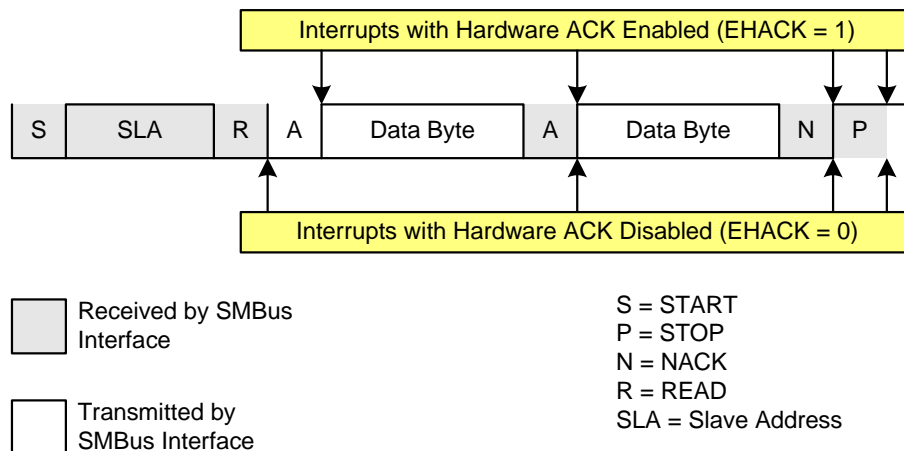 Interrupts with Hardware ACK Enabled (EHACK = 1)
S SLA R A Data Byte A Data Byte N P
Interrupts with Hardware ACK Disabled (EHACK = 0)
Received by SMBus
Interface
Transmitted by
SMBus Interface
S = START
P = STOP
N = NACK
R = READ
SLA = Slave Address